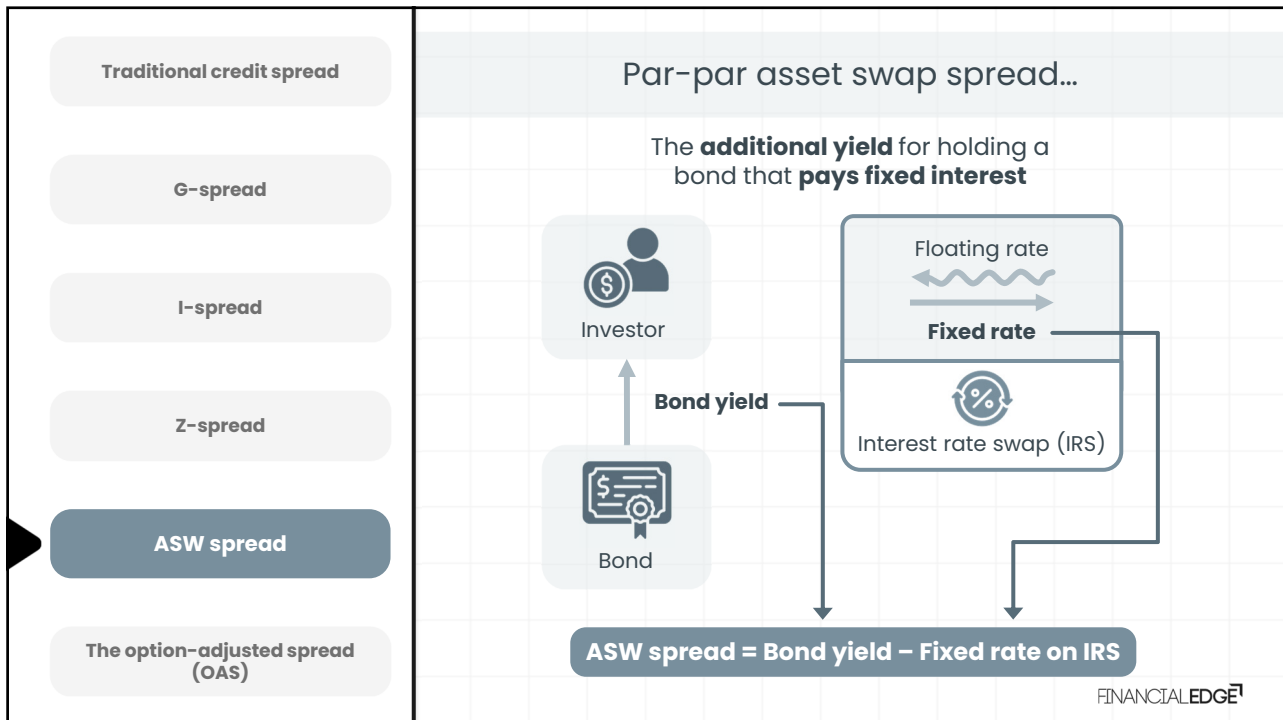 Traditional credit spread
G-spread
I-spread
Z-spread
ASW spread
The option-adjusted spread
(OAS)
Par-par asset swap spread...
The additional yield for holding a
bond that pays fixed interest
Investor
Bond yield
Bond
Floating rate
Fixed rate
Interest rate swap (IRS)
ASW spread = Bond yield – Fixed rate on IRS
FINANCIALEDGE